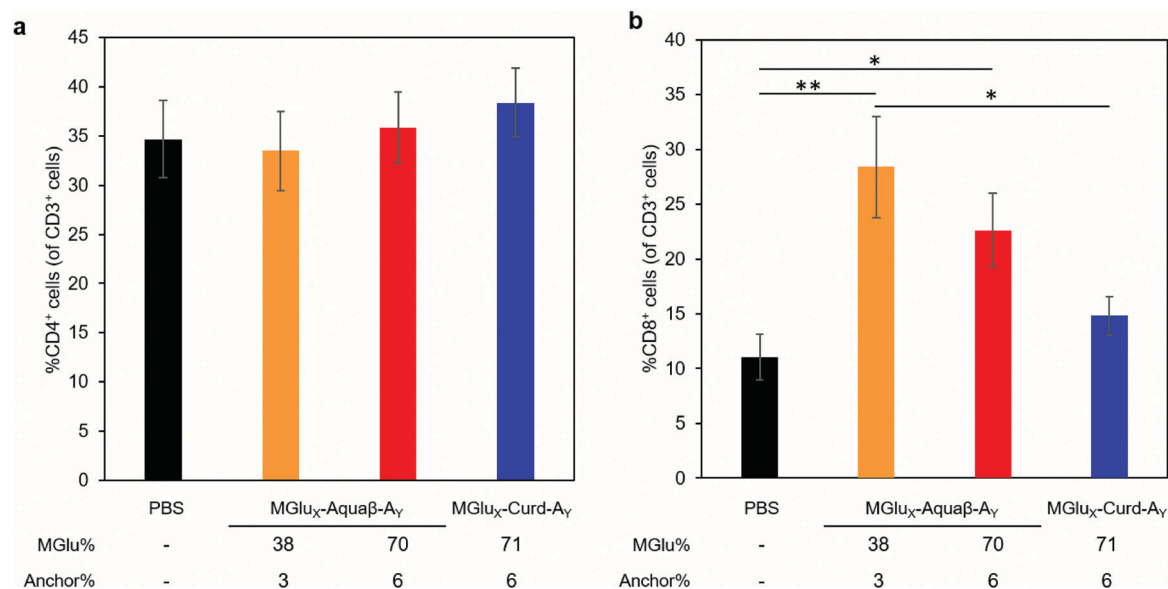 a
%CD4⁺ cells (of CD3⁺ cells)
45
40
35
30
25
20
15
10
5
0
PBS
MGluX-Aquaβ-AY
MGluX-Curd-AY
MGlu% - 38 70 71
Anchor% - 3 6 6
b
%CD8⁺ cells (of CD3⁺ cells)
40
35
30
25
20
15
10
5
0
*
**
*
PBS
MGluX-Aquaβ-AY
MGluX-Curd-AY
MGlu% - 38 70 71
Anchor% - 3 6 6